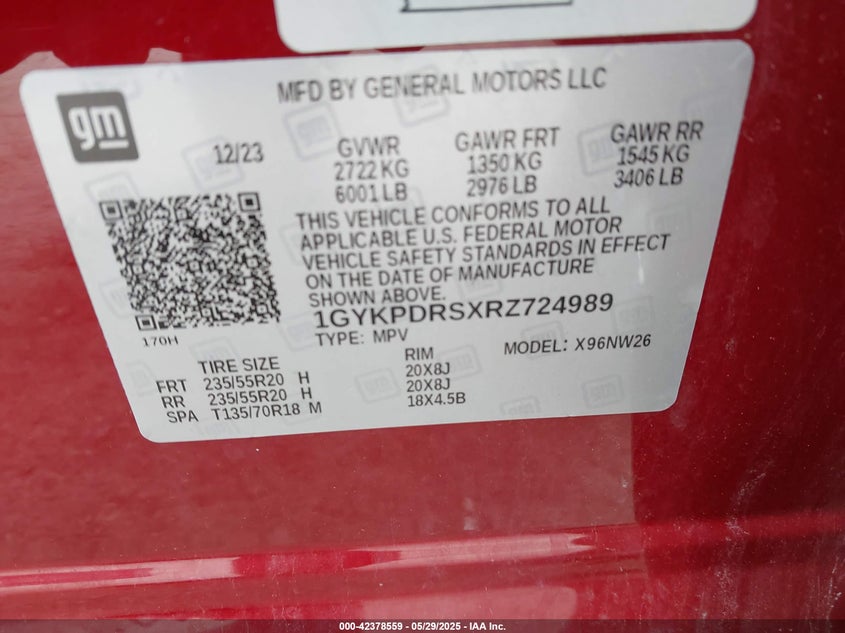 MFD BY GENERAL MOTORS LLC
gm
12/23
GVWR
2722 KG
6001 LB
GAWR FRT
1350 KG
2976 LB
GAWR RR
1545 KG
3406 LB
THIS VEHICLE CONFORMS TO ALL
APPLICABLE U.S. FEDERAL MOTOR
VEHICLE SAFETY STANDARDS IN EFFECT
ON THE DATE OF MANUFACTURE
SHOWN ABOVE.
1GYKPDRSXRZ724989
170H
TYPE: MPV
MODEL: X96NW26
TIRE SIZE
RIM
FRT 235/55R20 H 20X8J
RR 235/55R20 H 20X8J
SPA T135/70R18 M 18X4.5B
000-42378559 - 05/29/2025 - IAA Inc.